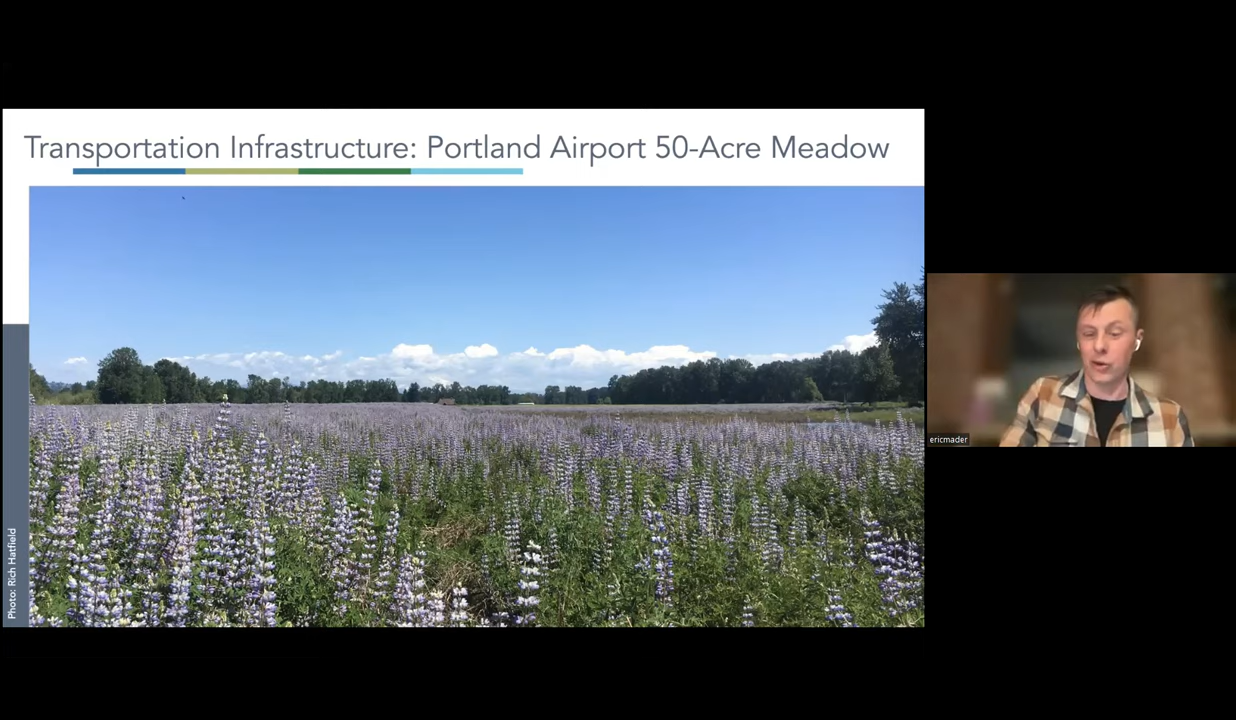 Transportation Infrastructure: Portland Airport 50-Acre Meadow
Photo: Rich Hatfield
ericmader